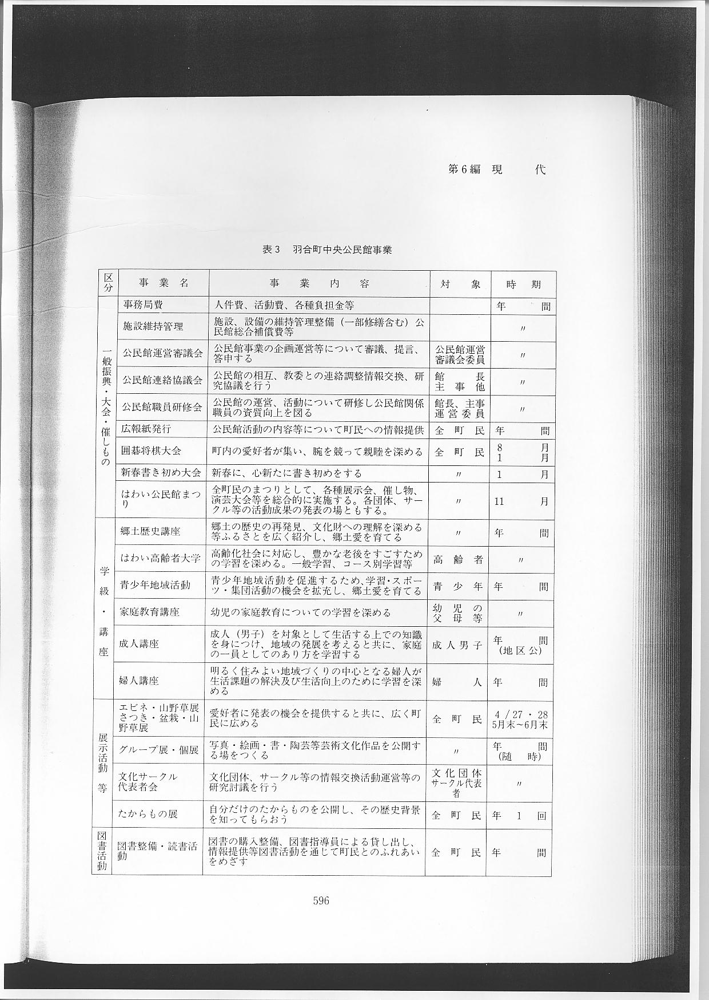 第6編 現 代
表3 羽合町中央公民館事業
区分 事業名 事業内容 対象 時期
一般振興・大会・催しもの
事務局費 人件費、活動費、各種負担金等 年間
施設維持管理 施設、設備の維持管理整備（一部修繕含む）公
民館総合補償費等 〃
公民館運営審議会 公民館事業の企画運営等について審議、提言、
答申する 公民館運営
審議会委員 〃
公民館連絡協議会 公民館の相互、教委との連絡調整情報交換、研
究協議を行う 館長
主事他 〃
公民館職員研修会 公民館の運営、活動について研修し公民館関係
職員の資質向上を図る 館長、主事
運営委員 〃
広報紙発行 公民館活動の内容等について町民への情報提供 全町民 年間
囲碁将棋大会 町内の愛好者が集い、腕を競って親睦を深める 全町民 8月
1月
新春書き初め大会 新春に、心新たに書き初めをする 〃 1月
はわい公民館まつ
り 全町民のまつりとして、各種展示会、催し物、
演芸大会等を総合的に実施する。各団体、サー
クル等の活動成果の発表の場ともする。 〃 11月
学級・講座
郷土歴史講座 郷土の歴史の再発見、文化財への理解を深める
等ふるさとを広く紹介し、郷土愛を育てる 〃 年間
はわい高齢者大学 高齢化社会に対応し、豊かな老後をすごすため
の学習を深める。一般学習、コース別学習等 高齢者 〃
青少年地域活動 青少年地域活動を促進するため、学習・スポー
ツ・集団活動の機会を拡充し、郷土愛を育てる 青少年 年間
家庭教育講座 幼児の家庭教育についての学習を深める 幼児の
父母等 〃
成人講座 成人（男子）を対象として生活する上での知識
を身につけ、地域の発展を考えると共に、家庭
の一員としてのあり方を学習する 成人男子 年間
（地区公）
婦人講座 明るく住みよい地域づくりの中心となる婦人が
生活課題の解決及び生活向上のために学習を深
める 婦人 年間
展示活動等
エビネ・山野草展
さつき・盆栽・山
野草展 愛好者に発表の機会を提供すると共に、広く町
民に広める 全町民 4/27・28
5月末～6月末
グループ展・個展 写真・絵画・書・陶芸等芸術文化作品を公開す
る場をつくる 〃 年間
（随時）
文化サークル
代表者会 文化団体、サークル等の情報交換活動運営等の
研究討議を行う 文化団体
サークル代表
者 〃
たからもの展 自分だけのたからものを公開し、その歴史背景
を知ってもらおう 全町民 年1回
図書活動
図書整備・読書活
動 図書の購入整備、図書指導員による貸し出し、
情報提供等図書活動を通じて町民とのふれあい
をめざす 全町民 年間
596